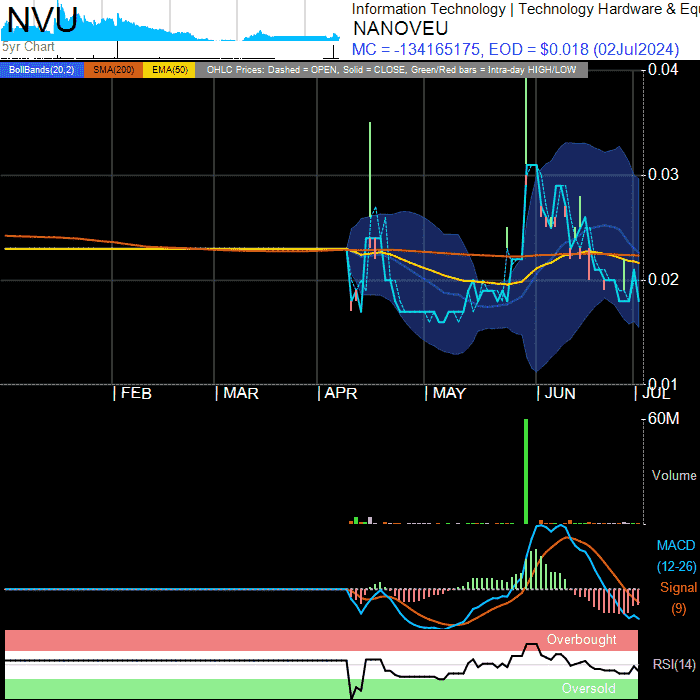 NVU
5yr Chart
Information Technology | Technology Hardware & Equ
NANOVEU
MC = -134165175, EOD = $0.018 (02Jul2024)
BollBands(20,2) SMA(200) EMA(50) OHLC Prices: Dashed = OPEN, Solid = CLOSE, Green/Red bars = Intra-day HIGH/LOW
0.04
0.03
0.02
0.01
| FEB | MAR | APR | MAY | JUN | JUL
60M
Volume
MACD
(12-26)
Signal
(9)
Overbought
RSI(14)
Oversold